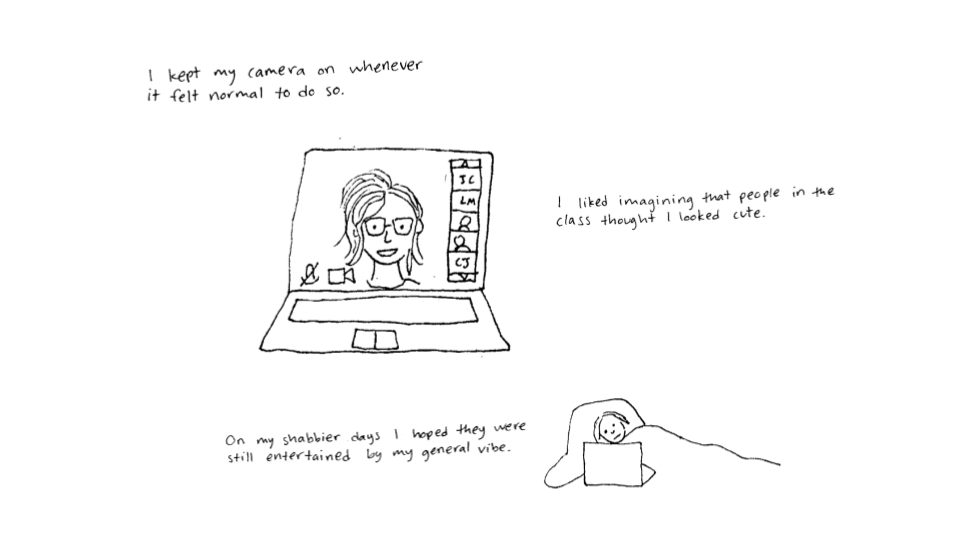 I kept my camera on whenever
it felt normal to do so.
JC
LM
CJ
I liked imagining that people in the
class thought I looked cute.
On my shabbier days I hoped they were
still entertained by my general vibe.